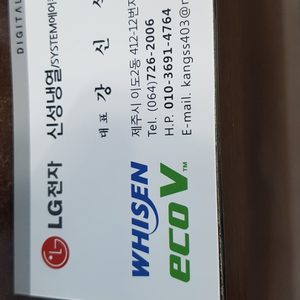 DIGITAL
LG전자 신성냉열/SYSTEM에어
대표 강 신
제주시 이도2동 412-12번지
Tel. (064)726-2006
H.P. 010-3691-4764
E-mail. kangss403@
WHISEN
eco V™